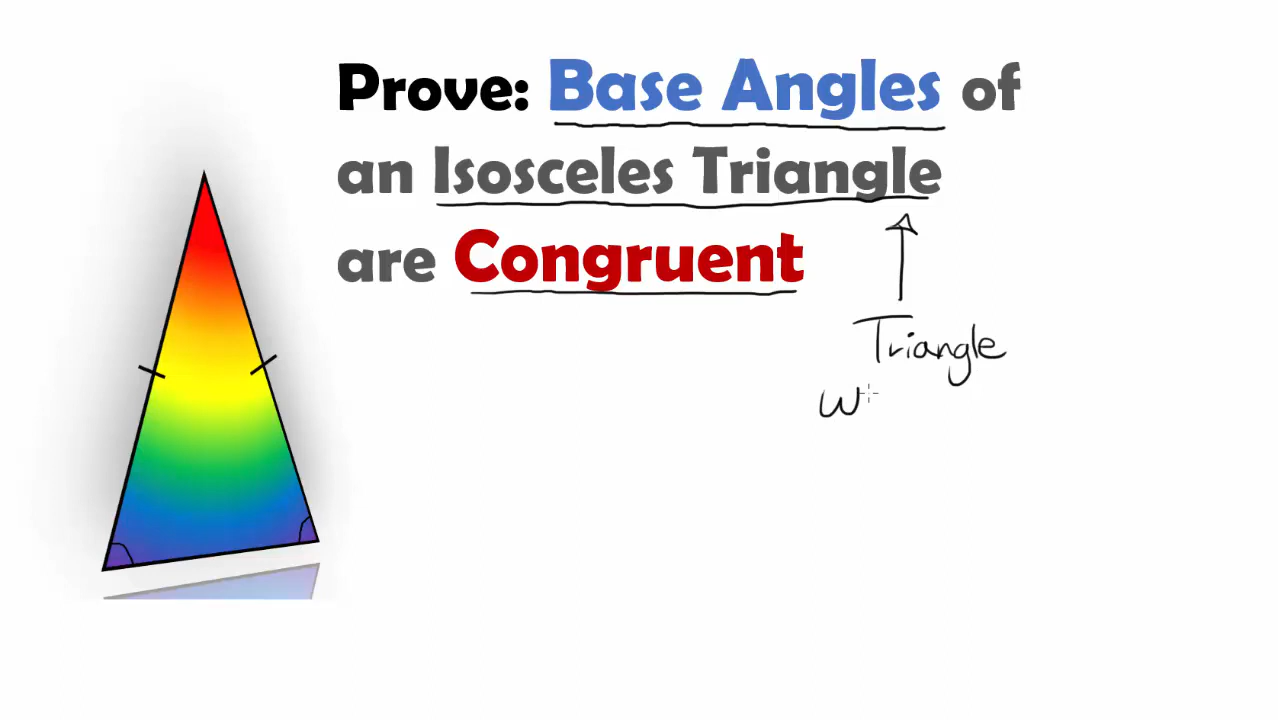 Prove: Base Angles of
an Isosceles Triangle
are Congruent
Triangle
w